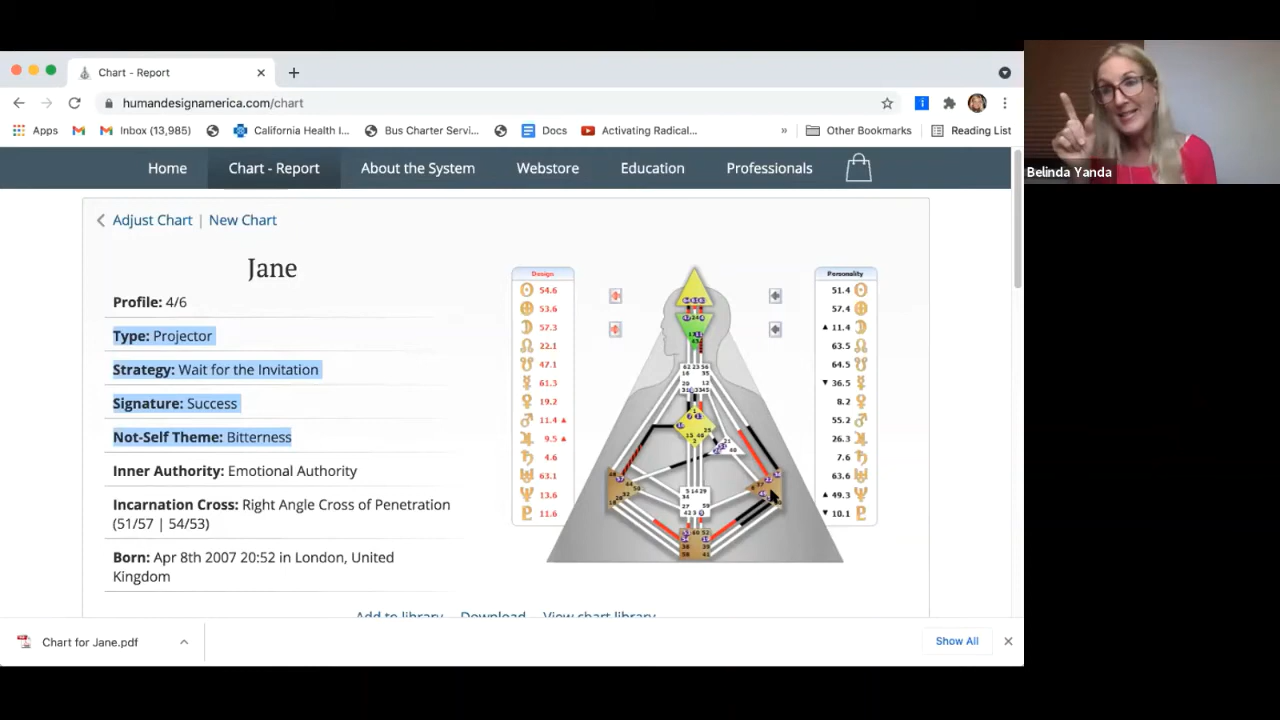 Chart - Report
humandesignamerica.com/chart
Apps
Inbox (13,985)
California Health I...
Bus Charter Servi...
Docs
Activating Radical...
»
Other Bookmarks
Reading List
Belinda Yanda
Home
Chart - Report
About the System
Webstore
Education
Professionals
Adjust Chart | New Chart
Jane
Profile: 4/6
Type: Projector
Strategy: Wait for the Invitation
Signature: Success
Not-Self Theme: Bitterness
Inner Authority: Emotional Authority
Incarnation Cross: Right Angle Cross of Penetration
(51/57 | 54/53)
Born: Apr 8th 2007 20:52 in London, United
Kingdom
Design
54.6
53.6
57.3
22.1
47.1
61.3
19.2
11.4
9.5
4.6
63.1
13.6
11.6
Personality
51.4
57.4
11.4
63.5
64.5
36.5
8.2
55.2
26.3
7.6
63.6
49.3
10.1
Add to library
Download
View chart library
Chart for Jane.pdf
Show All